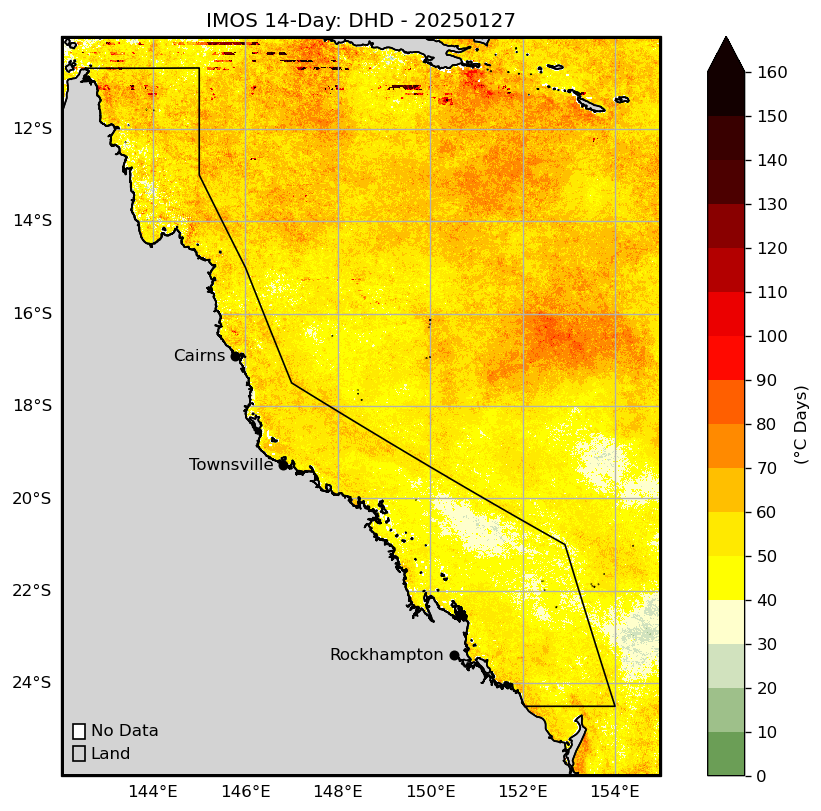 IMOS 14-Day: DHD - 20250127
12°S
14°S
16°S
18°S
20°S
22°S
24°S
Cairns
Townsville
Rockhampton
No Data
Land
144°E 146°E 148°E 150°E 152°E 154°E
160
150
140
130
120
110
100
90
80
70
60
50
40
30
20
10
0
(°C Days)